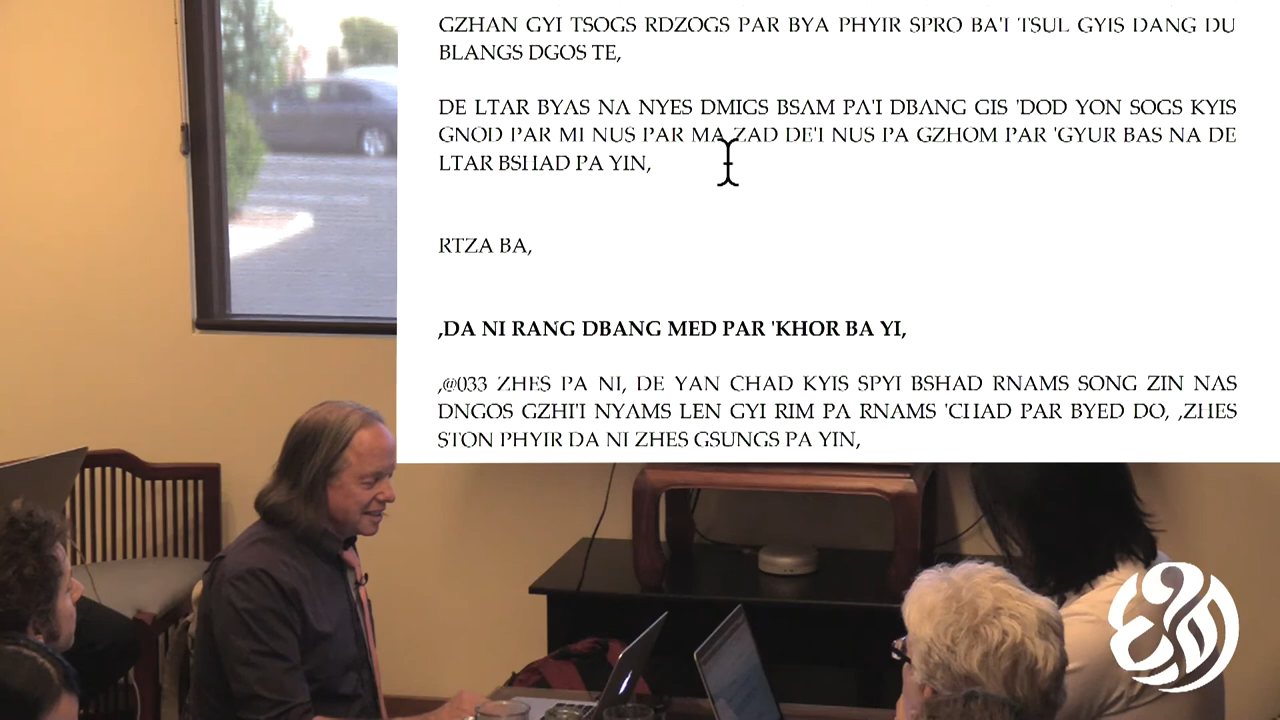 GZHAN GYI TSOGS RDZOGS PAR BYA PHYIR SPRO BA'I TSUL GYIS DANG DU
BLANGS DGOS TE,
DE LTAR BYAS NA NYES DMIGS BSAM PA'I DBANG GIS 'DOD YON SOGS KYIS
GNOD PAR MI NUS PAR MA ZAD DE'I NUS PA GZHOM PAR 'GYUR BAS NA DE
LTAR BSHAD PA YIN,
RTZA BA,
,DA NI RANG DBANG MED PAR 'KHOR BA YI,
,@033 ZHES PA NI, DE YAN CHAD KYIS SPYI BSHAD RNAMS SONG ZIN NAS
DNGOS GZHI'I NYAMS LEN GYI RIM PA RNAMS 'CHAD PAR BYED DO, ,ZHES
STON PHYIR DA NI ZHES GSUNGS PA YIN,